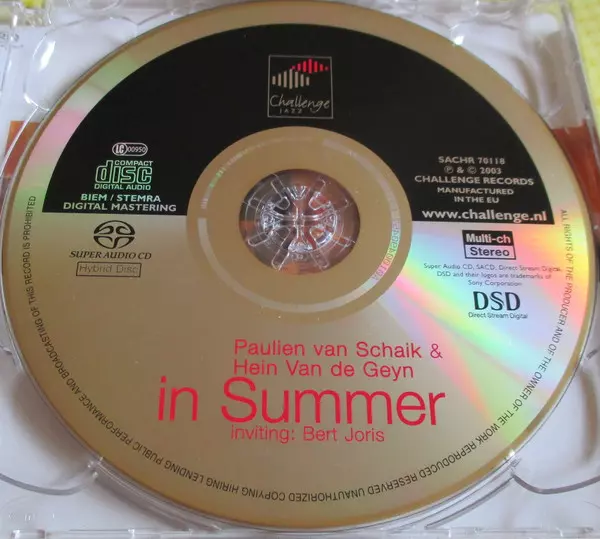 Challenge
JAZZ
LC 00950
COMPACT
disc
DIGITAL AUDIO
BIEM / STEMRA
DIGITAL MASTERING
SACHR 70118
℗ & © 2003
CHALLENGE RECORDS
MANUFACTURED
IN THE EU
www.challenge.nl
SUPER AUDIO CD
Hybrid Disc
Multi-ch
Stereo
Super Audio CD, SACD, Direct Stream Digital,
DSD and their logos are trademarks of
Sony Corporation
DSD
Direct Stream Digital
Paulien van Schaik &
Hein Van de Geyn
in Summer
inviting: Bert Joris
ALL RIGHTS OF THE PRODUCER AND OF THE OWNER OF THE WORK REPRODUCED RESERVED UNAUTHORIZED COPYING HIRING LENDING PUBLIC PERFORMANCE AND BROADCASTING OF THIS RECORD IS PROHIBITED